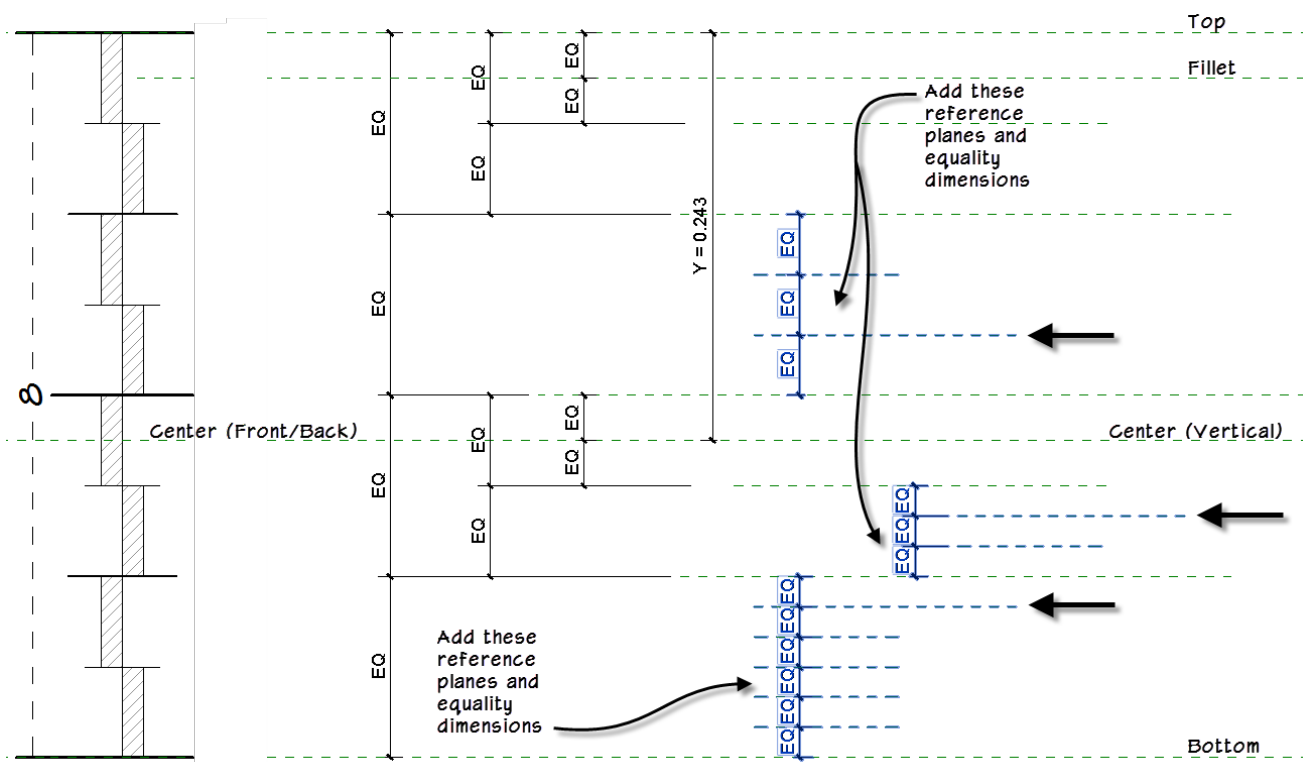 Top
Fillet
EQ
EQ
EQ
EQ
Add these
reference
planes and
equality
dimensions
EQ
Y = 0.243
EQ
EQ
EQ
EQ
EQ
8
Center (Front/Back)
EQ
EQ
EQ
Center (Vertical)
EQ
EQ
EQ
EQ
EQ
EQ
EQ
EQ
EQ
EQ
EQ
EQ
Add these
reference
planes and
equality
dimensions
Bottom